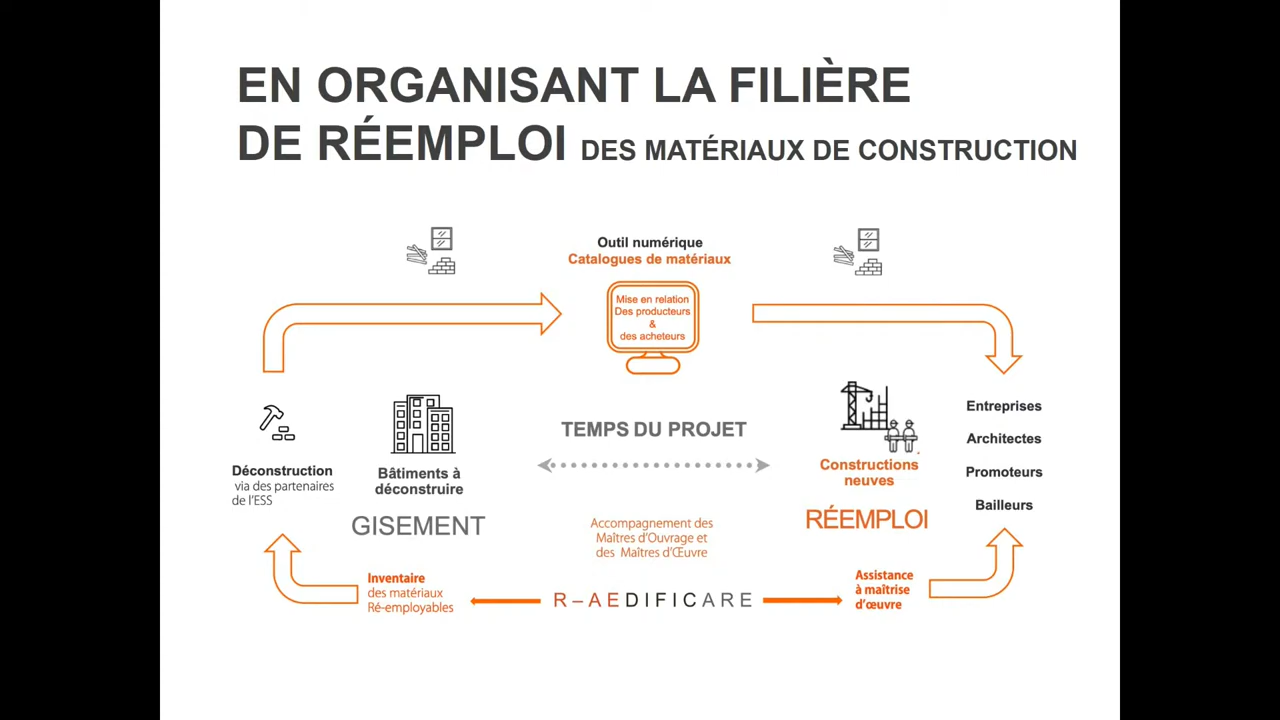 EN ORGANISANT LA FILIÈRE
DE RÉEMPLOI DES MATÉRIAUX DE CONSTRUCTION
Outil numérique
Catalogues de matériaux
Mise en relation
Des producteurs
&
des acheteurs
Déconstruction
via des partenaires
de l'ESS
Bâtiments à
déconstruire
GISEMENT
TEMPS DU PROJET
Constructions
neuves
RÉEMPLOI
Entreprises
Architectes
Promoteurs
Bailleurs
Accompagnement des
Maîtres d'Ouvrage et
des Maîtres d'Œuvre
Inventaire
des matériaux
Ré-employables
R–AEDIFICARE
Assistance
à maîtrise
d'œuvre